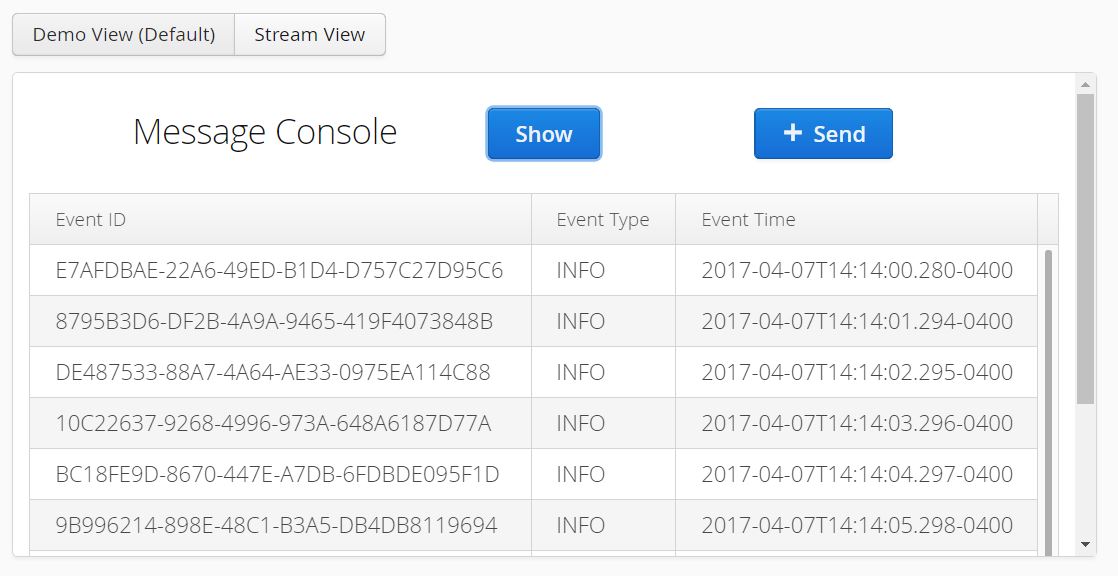 Demo View (Default) Stream View
Message Console Show + Send
Event ID Event Type Event Time
E7AFDBAE-22A6-49ED-B1D4-D757C27D95C6 INFO 2017-04-07T14:14:00.280-0400
8795B3D6-DF2B-4A9A-9465-419F4073848B INFO 2017-04-07T14:14:01.294-0400
DE487533-88A7-4A64-AE33-0975EA114C88 INFO 2017-04-07T14:14:02.295-0400
10C22637-9268-4996-973A-648A6187D77A INFO 2017-04-07T14:14:03.296-0400
BC18FE9D-8670-447E-A7DB-6FDBDE095F1D INFO 2017-04-07T14:14:04.297-0400
9B996214-898E-48C1-B3A5-DB4DB8119694 INFO 2017-04-07T14:14:05.298-0400